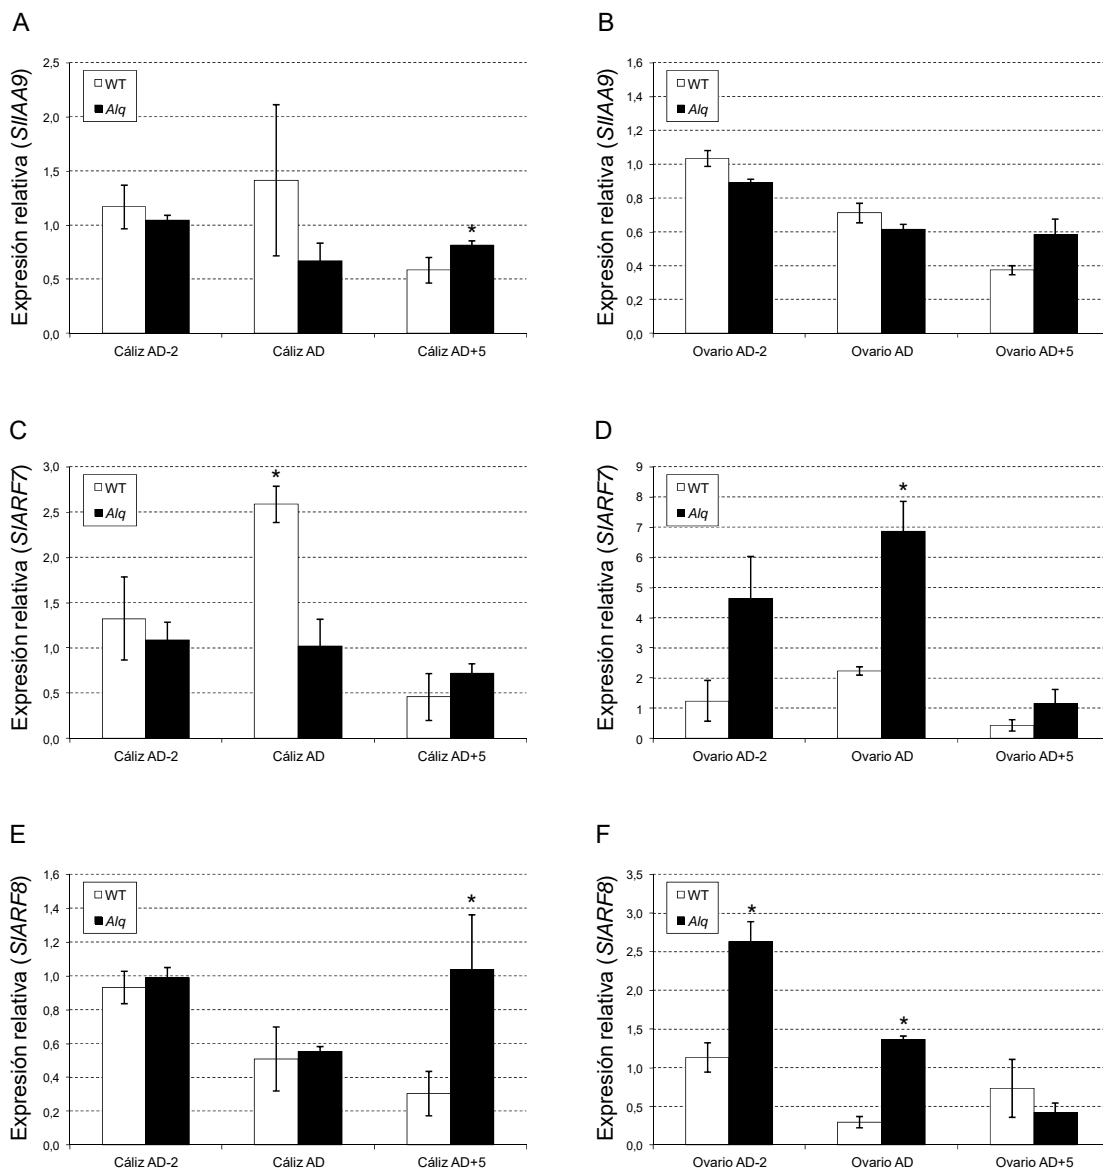 A
Expresión relativa (SlIAA9)
2,5
2,0
1,5
1,0
0,5
0,0
WT
Alq
*
Cáliz AD-2
Cáliz AD
Cáliz AD+5
B
Expresión relativa (SlIAA9)
1,6
1,4
1,2
1,0
0,8
0,6
0,4
0,2
0,0
WT
Alq
Ovario AD-2
Ovario AD
Ovario AD+5
C
Expresión relativa (SlARF7)
3,0
2,5
2,0
1,5
1,0
0,5
0,0
WT
Alq
*
Cáliz AD-2
Cáliz AD
Cáliz AD+5
D
Expresión relativa (SlARF7)
9
8
7
6
5
4
3
2
1
0
WT
Alq
*
Ovario AD-2
Ovario AD
Ovario AD+5
E
Expresión relativa (SlARF8)
1,6
1,4
1,2
1,0
0,8
0,6
0,4
0,2
0,0
WT
Alq
*
Cáliz AD-2
Cáliz AD
Cáliz AD+5
F
Expresión relativa (SlARF8)
3,5
3,0
2,5
2,0
1,5
1,0
0,5
0,0
WT
Alq
*
*
Ovario AD-2
Ovario AD
Ovario AD+5